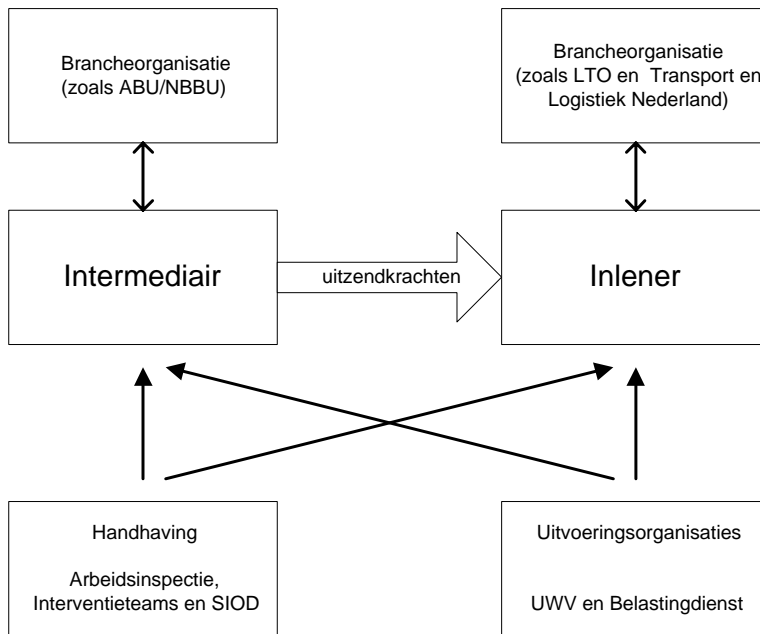 Brancheorganisatie
(zoals ABU/NBBU)
Brancheorganisatie
(zoals LTO en Transport en
Logistiek Nederland)
Intermediair
uitzendkrachten
Inlener
Handhaving
Arbeidsinspectie,
Interventieteams en SIOD
Uitvoeringsorganisaties
UWV en Belastingdienst